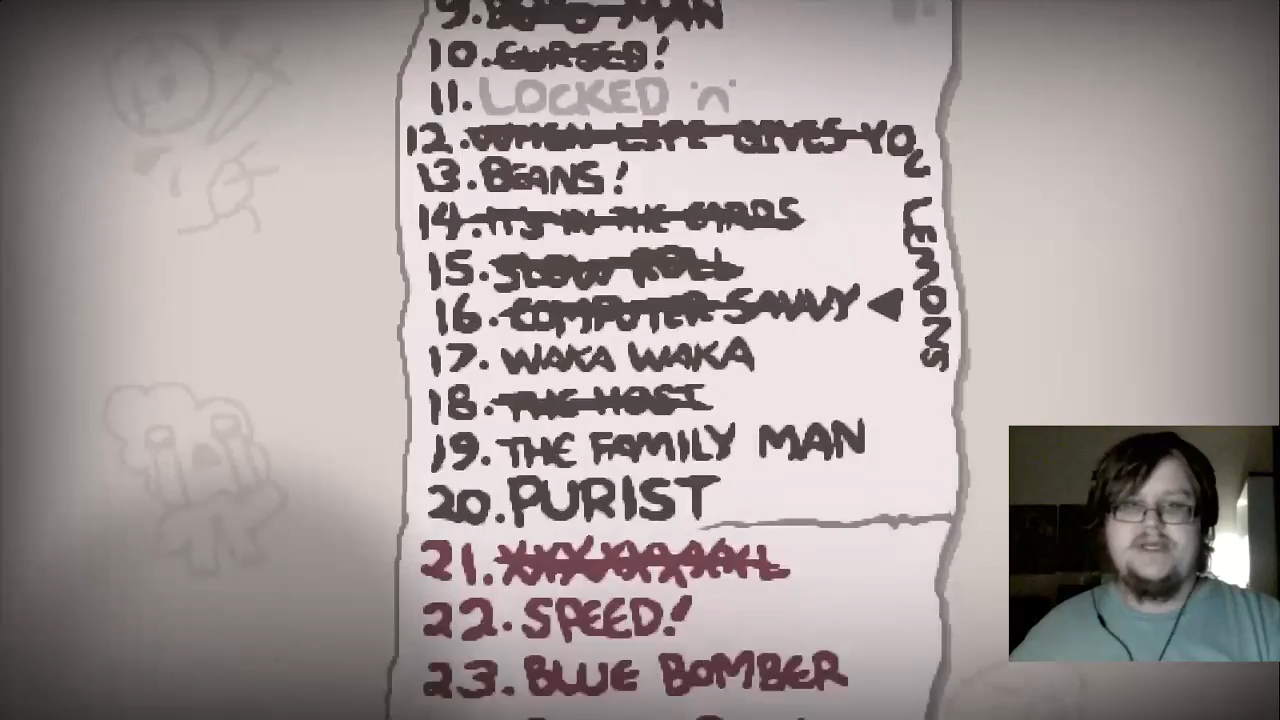 10. CURSED!
11. LOCKED
12. WHEN LIFE GIVES YOU LEMONS
13. BEANS!
14. IT'S IN THE CARDS
15. SLOW ROLL
16. COMPUTER SAVVY
17. WAKA WAKA
18. THE HOST
19. THE FAMILY MAN
20. PURIST
21.
22. SPEED!
23. BLUE BOMBER